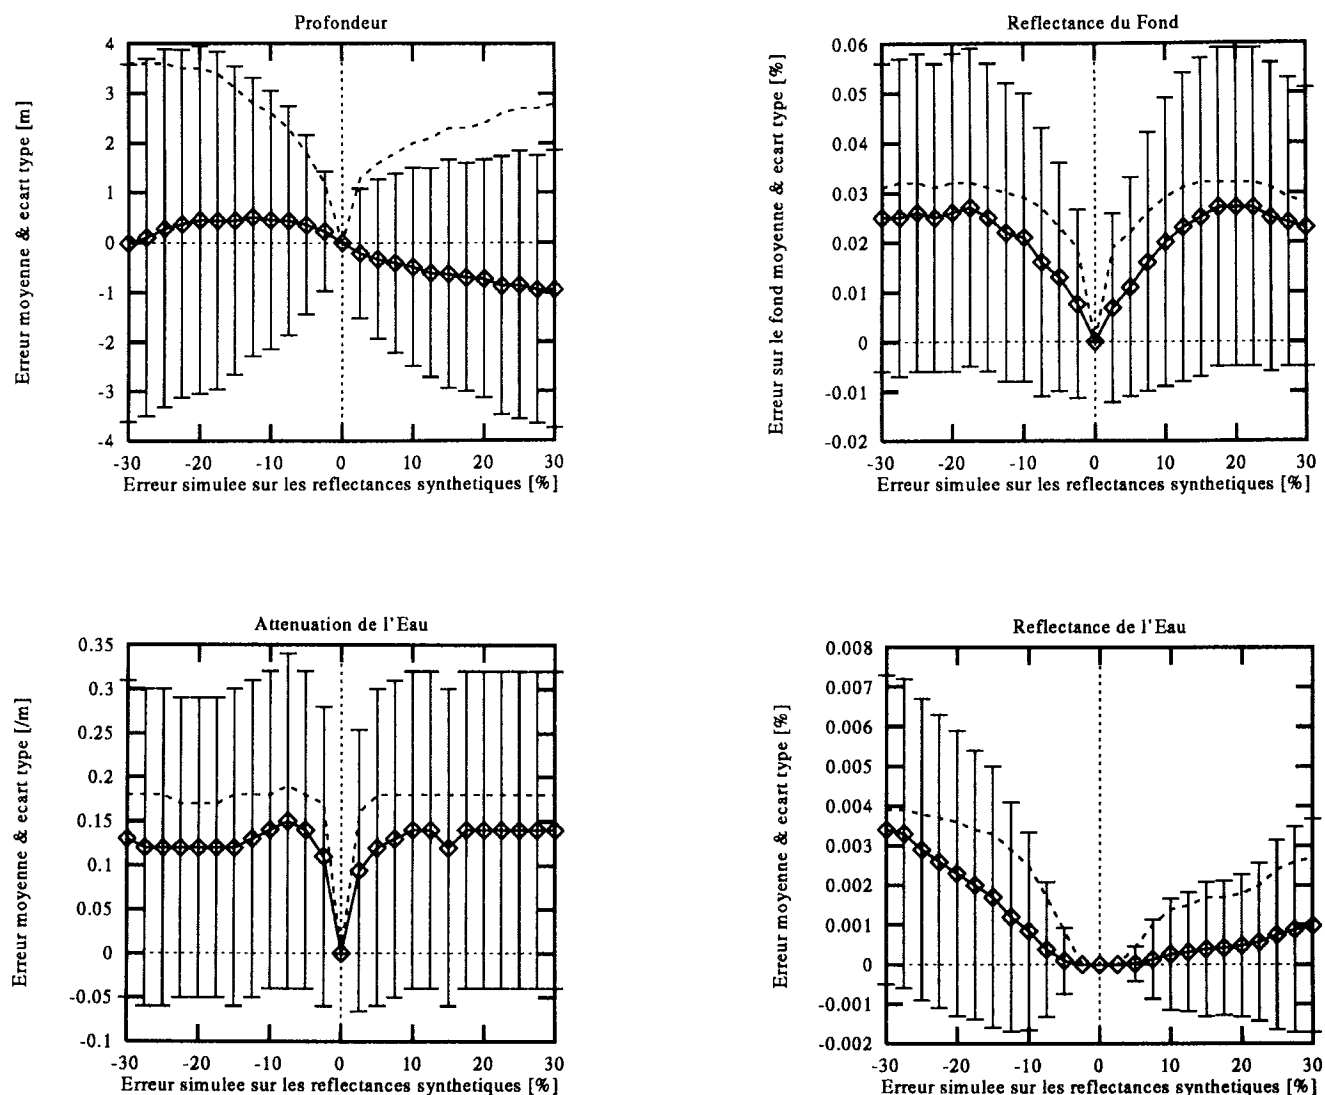 Profondeur
Erreur moyenne & ecart type [m]
4
3
2
1
0
-1
-2
-3
-4
-30 -20 -10 0 10 20 30
Erreur simulee sur les reflectances synthetiques [%]
Reflectance du Fond
Erreur sur le fond moyenne & ecart type [%]
0.06
0.05
0.04
0.03
0.02
0.01
0
-0.01
-0.02
-30 -20 -10 0 10 20 30
Erreur simulee sur les reflectances synthetiques [%]
Attenuation de l'Eau
Erreur moyenne & ecart type [/m]
0.35
0.3
0.25
0.2
0.15
0.1
0.05
0
-0.05
-0.1
-30 -20 -10 0 10 20 30
Erreur simulee sur les reflectances synthetiques [%]
Reflectance de l'Eau
Erreur moyenne & ecart type [%]
0.008
0.007
0.006
0.005
0.004
0.003
0.002
0.001
0
-0.001
-0.002
-30 -20 -10 0 10 20 30
Erreur simulee sur les reflectances synthetiques [%]